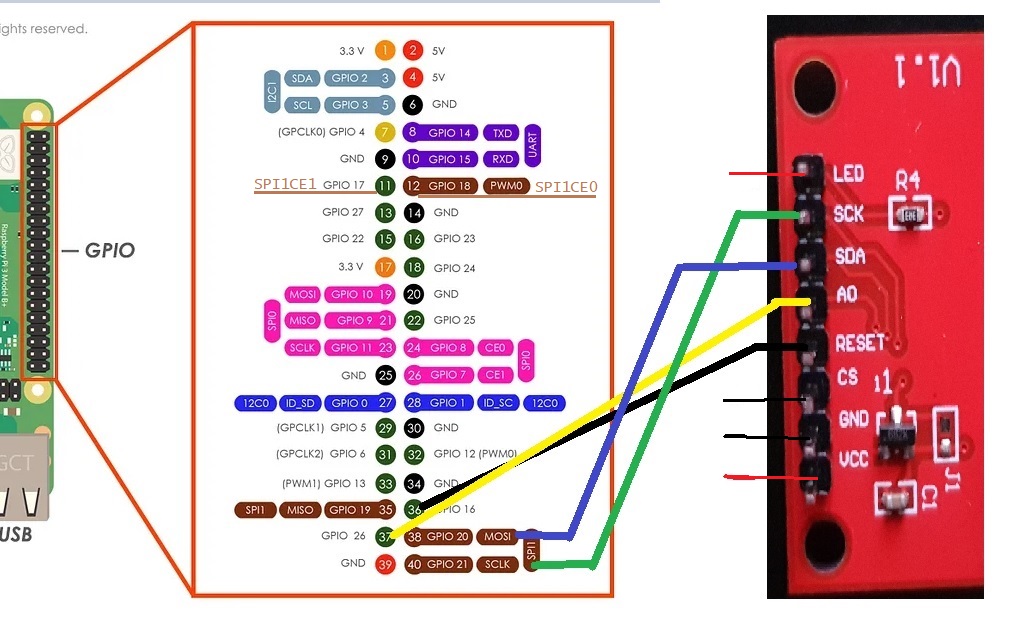 ights reserved.
3.3 V 1 2 5V
I2C1 SDA GPIO 2 3 4 5V
SCL GPIO 3 5 6 GND
(GPCLK0) GPIO 4 7 8 GPIO 14 TXD UART
GND 9 10 GPIO 15 RXD
SPI1CE1 GPIO 17 11 12 GPIO 18 PWM0 SPI1CE0
GPIO 27 13 14 GND
GPIO 22 15 16 GPIO 23
3.3 V 17 18 GPIO 24
SPI0 MOSI GPIO 10 19 20 GND
MISO GPIO 9 21 22 GPIO 25
SCLK GPIO 11 23 24 GPIO 8 CE0 SPI0
GND 25 26 GPIO 7 CE1
12C0 ID_SD GPIO 0 27 28 GPIO 1 ID_SC 12C0
(GPCLK1) GPIO 5 29 30 GND
(GPCLK2) GPIO 6 31 32 GPIO 12 (PWM0)
(PWM1) GPIO 13 33 34 GND
SPI1 MISO GPIO 19 35 36 GPIO 16
GPIO 26 37 38 GPIO 20 MOSI SPI1
GND 39 40 GPIO 21 SCLK
GPIO
Raspberry Pi 3 Model B+
GCT
USB
V1.1
LED
SCK
SDA
A0
RESET
CS
GND
VCC
R4
J1
C1